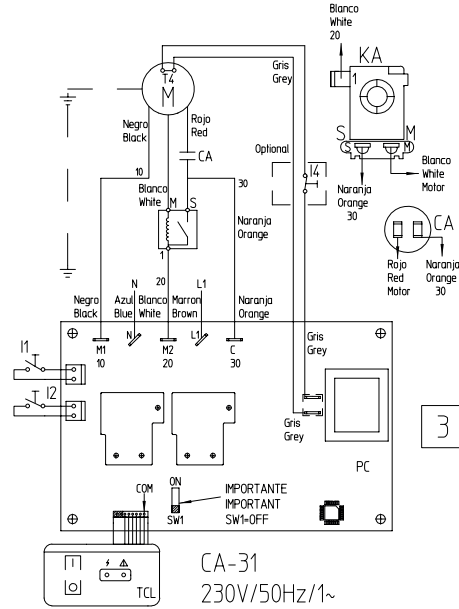 Blanco
White
20
KA
1
S
M
S
M
Blanco
White
Motor
Naranja
Orange
30
CA
Rojo
Red
Motor
Naranja
Orange
30
T4
M
Gris
Grey
Negro
Black
Rojo
Red
CA
Optional
I4
10
30
Blanco
White
M
S
Naranja
Orange
1
20
Negro
Black
Azul
Blue
N
Blanco
White
Marron
Brown
L1
Naranja
Orange
M1
10
N
M2
20
L1
C
30
Gris
Grey
I1
I2
Gris
Grey
3
PC
COM
ON
SW1
IMPORTANTE
IMPORTANT
SW1=OFF
TCL
CA-31
230V/50Hz/1~